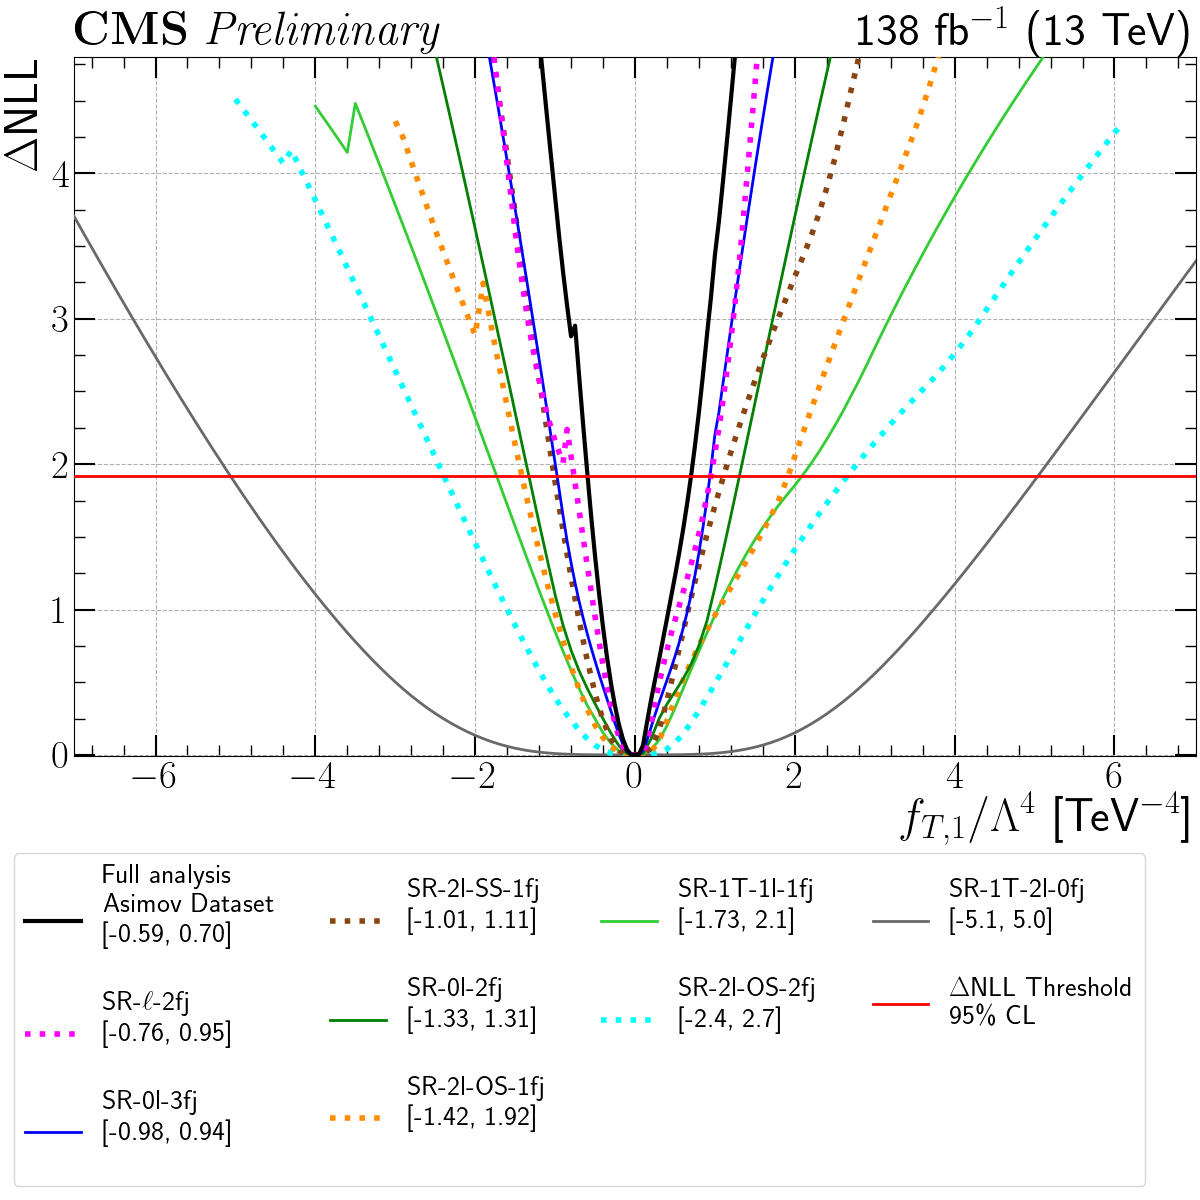 CMS Preliminary 138 fb⁻¹ (13 TeV)
ΔNLL
4
3
2
1
0
−6 −4 −2 0 2 4 6
f_{T,1}/Λ⁴ [TeV⁻⁴]
Full analysis
Asimov Dataset
[-0.59, 0.70]
SR-ℓ-2fj
[-0.76, 0.95]
SR-0l-3fj
[-0.98, 0.94]
SR-2l-SS-1fj
[-1.01, 1.11]
SR-0l-2fj
[-1.33, 1.31]
SR-2l-OS-1fj
[-1.42, 1.92]
SR-1T-1l-1fj
[-1.73, 2.1]
SR-2l-OS-2fj
[-2.4, 2.7]
SR-1T-2l-0fj
[-5.1, 5.0]
ΔNLL Threshold
95% CL